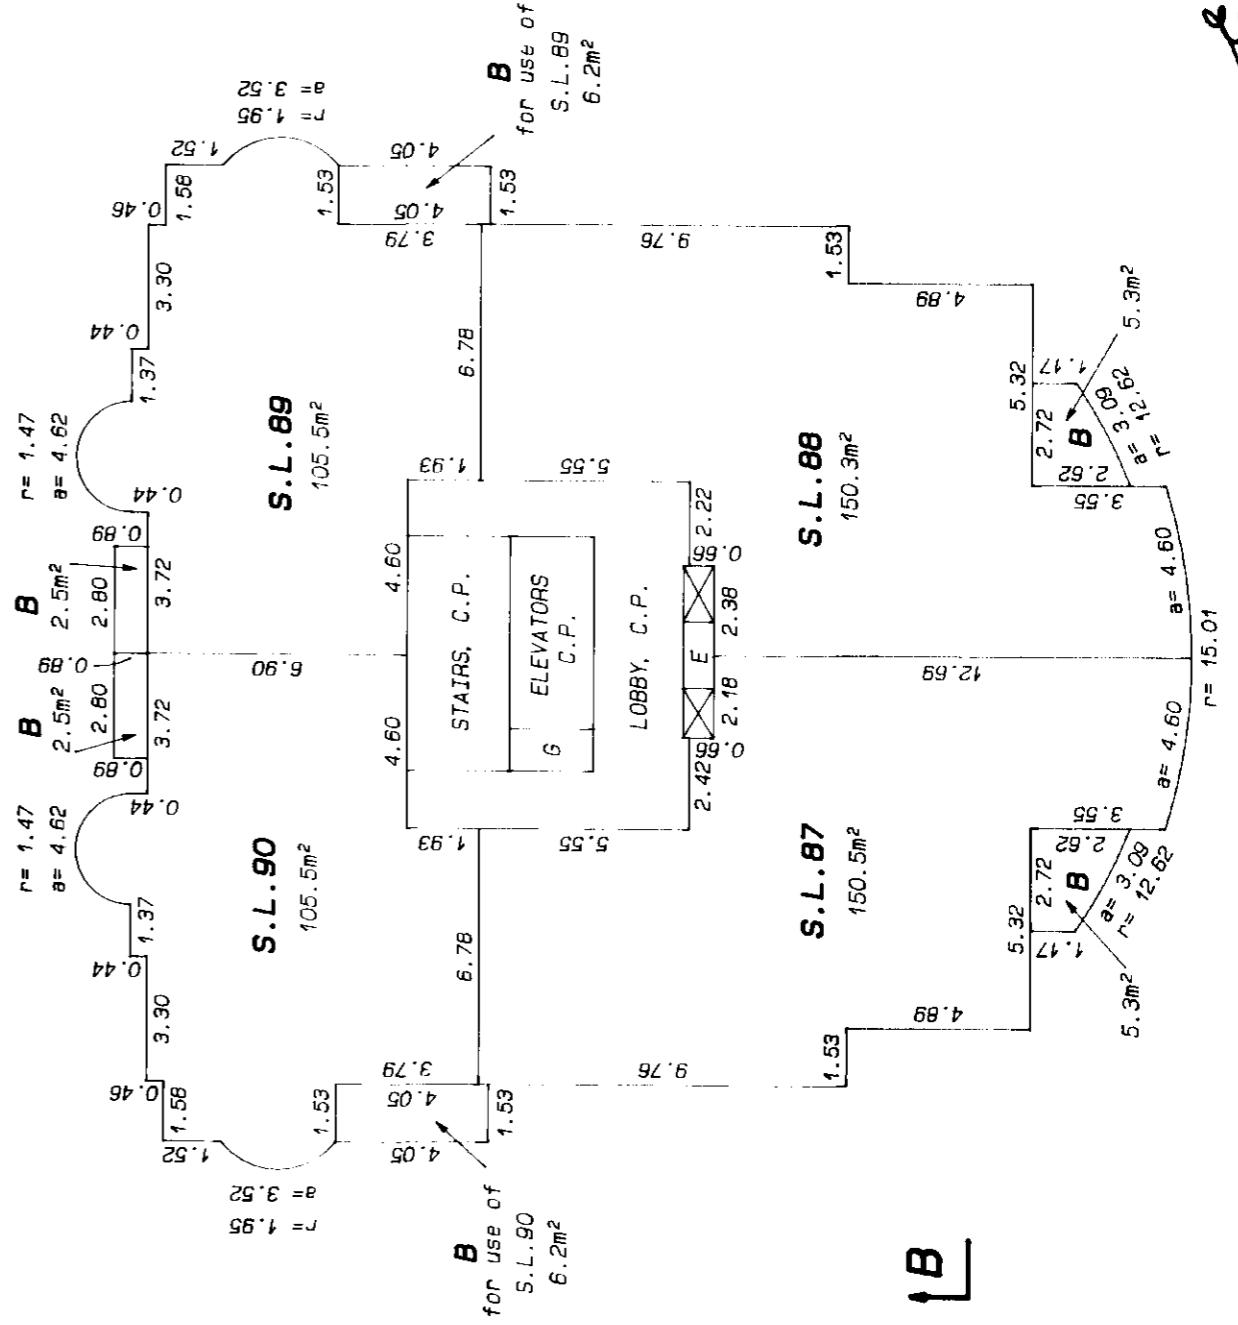 B
for use of
S.L.89
6.2m²
a= 3.52
r= 1.95
1.52
1.58
0.46
3.30
0.44
1.37
r= 1.47
a= 4.62
0.44
0.89
B
2.5m²
2.80
3.72
0.89
B
2.5m²
2.80
3.72
0.89
0.44
r= 1.47
a= 4.62
1.37
0.44
3.30
0.46
1.58
1.52
a= 3.52
r= 1.95
1.53
4.05
4.05
3.79
1.53
S.L.89
105.5m²
S.L.90
105.5m²
6.90
6.78
1.93
4.60
4.60
1.93
6.78
1.53
3.79
4.05
4.05
1.53
B
for use of
S.L.90
6.2m²
STAIRS, C.P.
ELEVATORS
C.P.
G
LOBBY, C.P.
E
5.55
2.22
0.66
2.38
2.18
0.66
2.42
5.55
9.76
1.53
4.89
5.32
1.17
2.72
B
2.62
3.55
a= 3.09
r= 12.62
5.3m²
S.L.88
150.3m²
S.L.87
150.5m²
12.69
a= 4.60
a= 4.60
r= 15.01
9.76
1.53
4.89
5.32
1.17
2.72
B
2.62
3.55
a= 3.09
r= 12.62
5.3m²
B